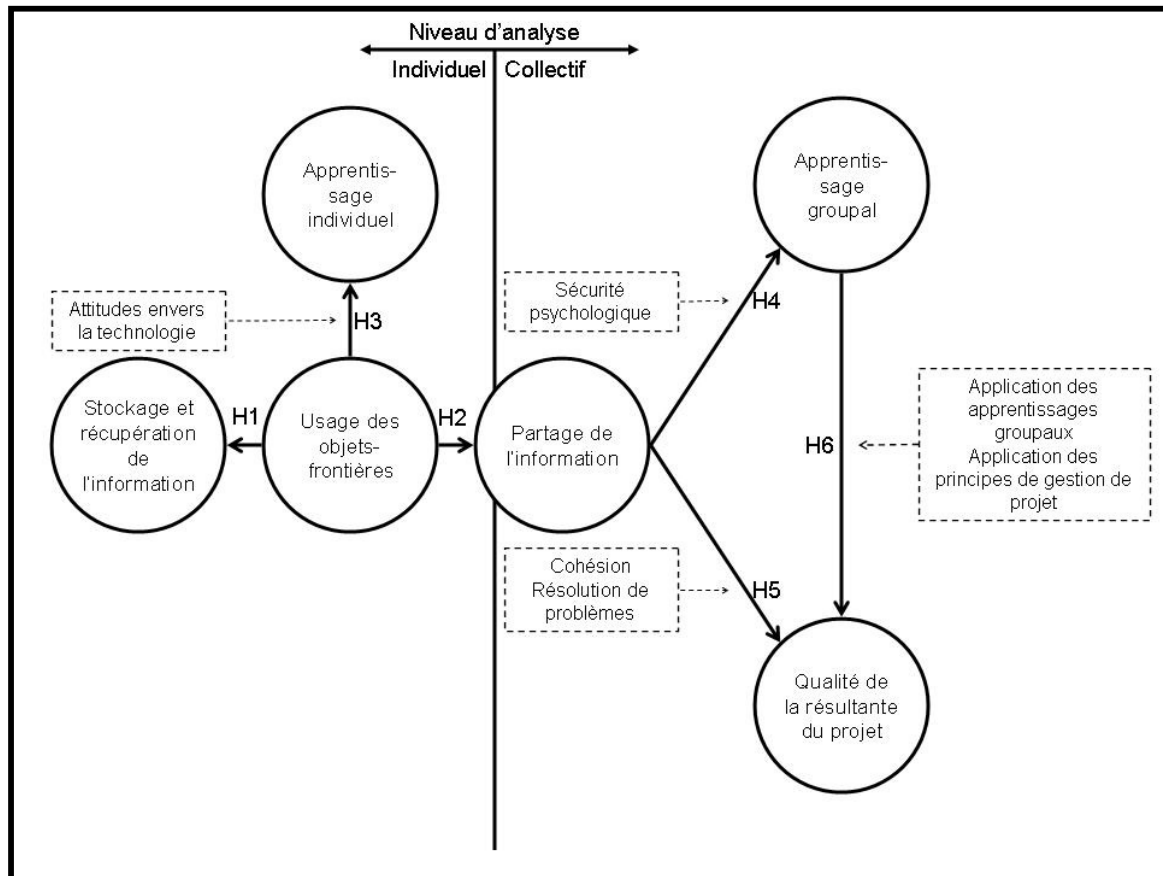 Niveau d'analyse
Individuel
Collectif
Apprentis-
sage
individuel
Apprentis-
sage
groupal
Attitudes envers
la technologie
H3
Sécurité
psychologique
H4
Stockage et
récupération
de
l'information
H1
Usage des
objets-
frontières
H2
Partage de
l'information
H6
Application des
apprentissages
groupaux
Application des
principes de gestion de
projet
Cohésion
Résolution de
problèmes
H5
Qualité de
la résultante
du projet